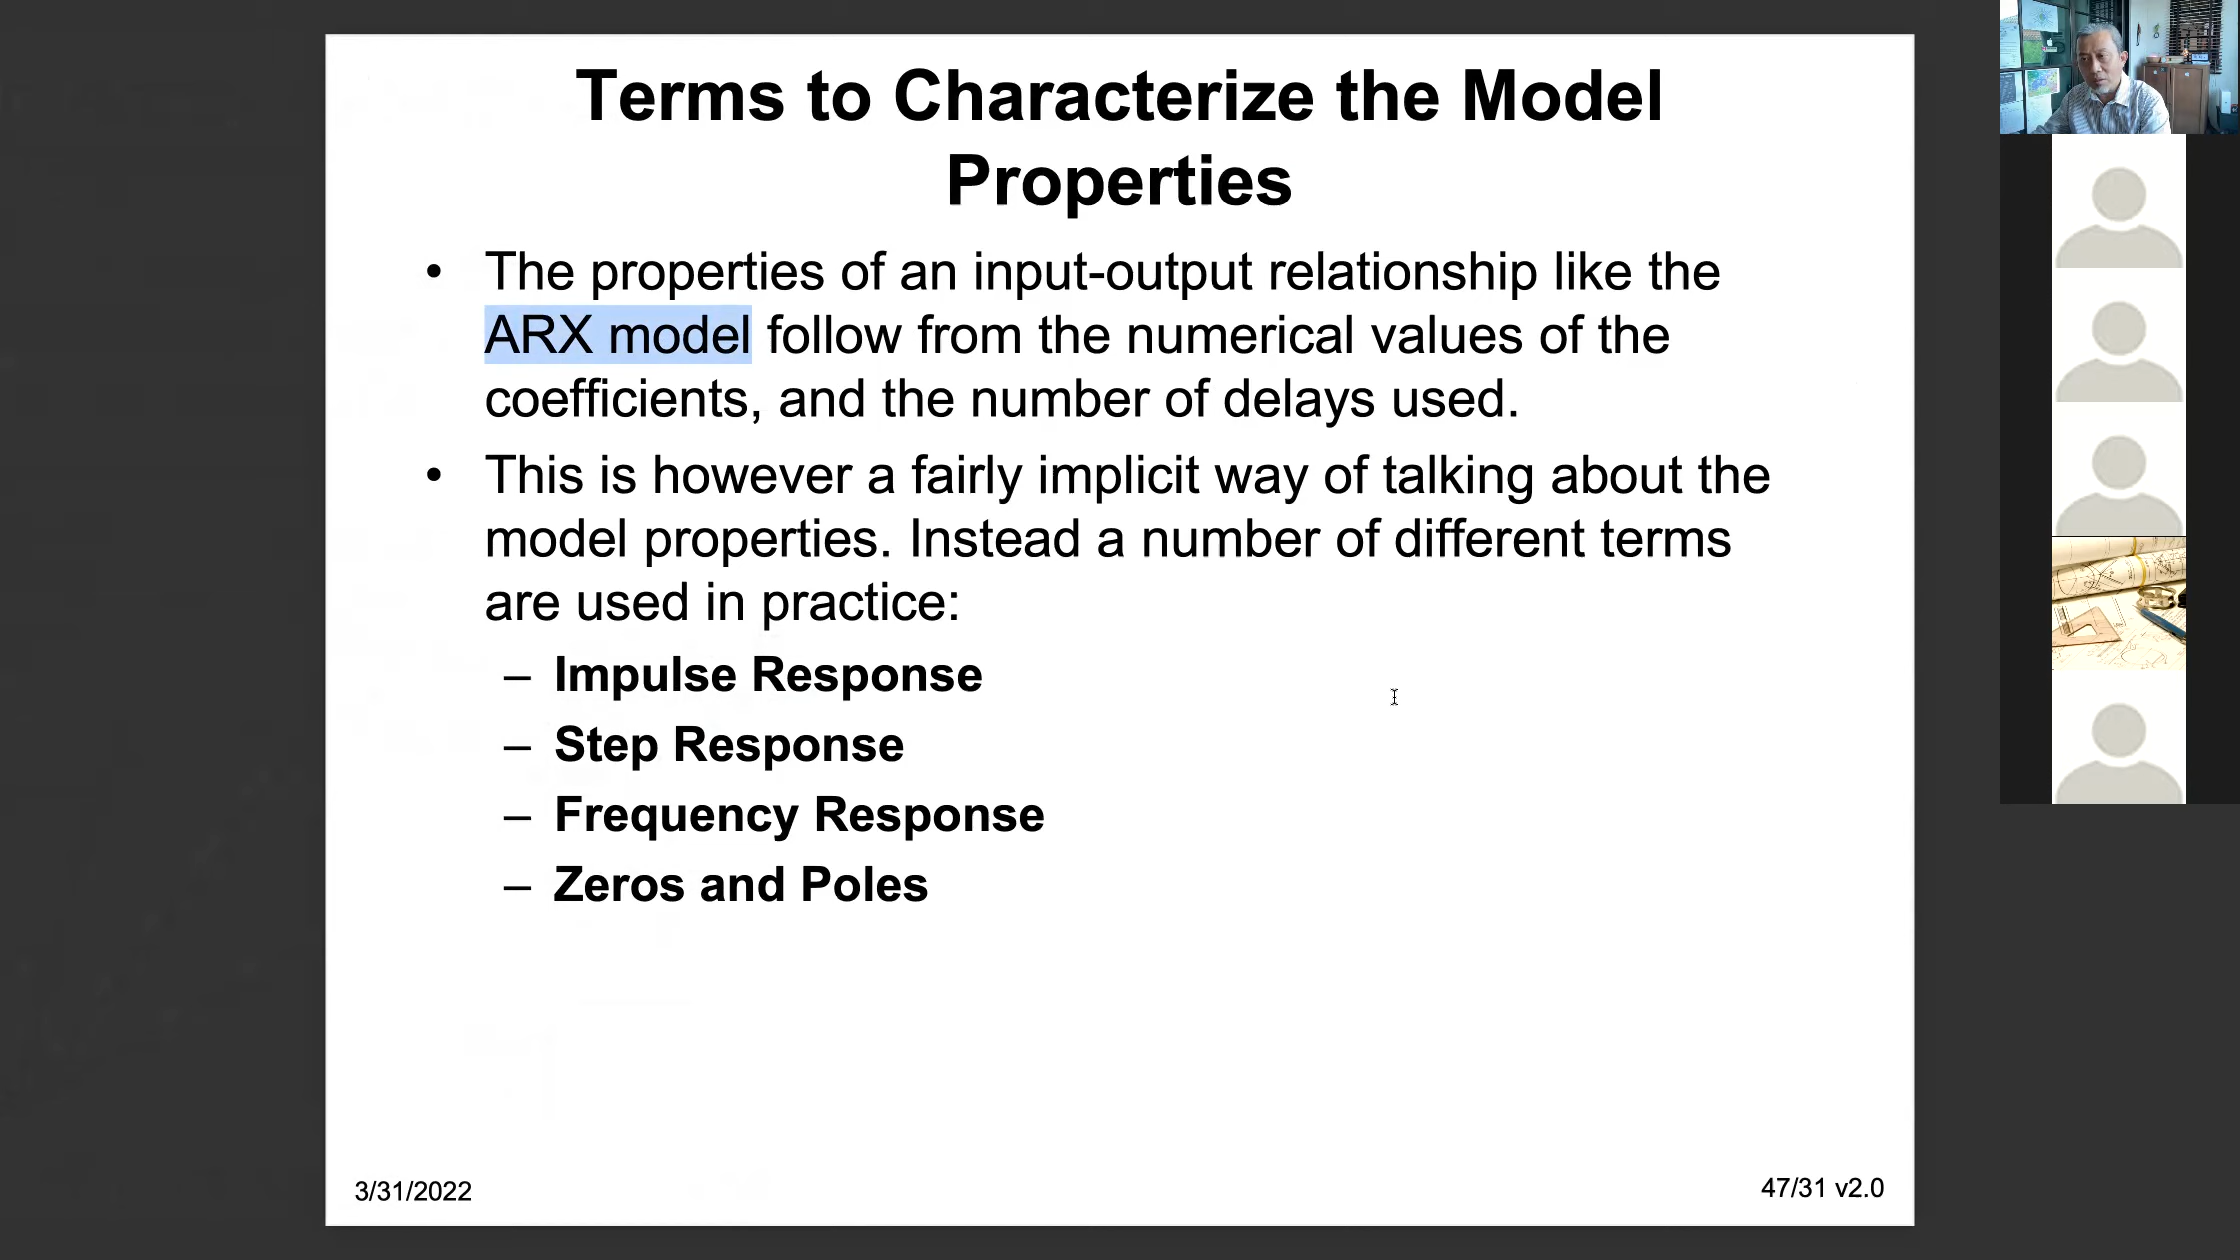 Terms to Characterize the Model
Properties
• The properties of an input-output relationship like the
ARX model follow from the numerical values of the
coefficients, and the number of delays used.
• This is however a fairly implicit way of talking about the
model properties. Instead a number of different terms
are used in practice:
– Impulse Response
– Step Response
– Frequency Response
– Zeros and Poles
3/31/2022
47/31 v2.0